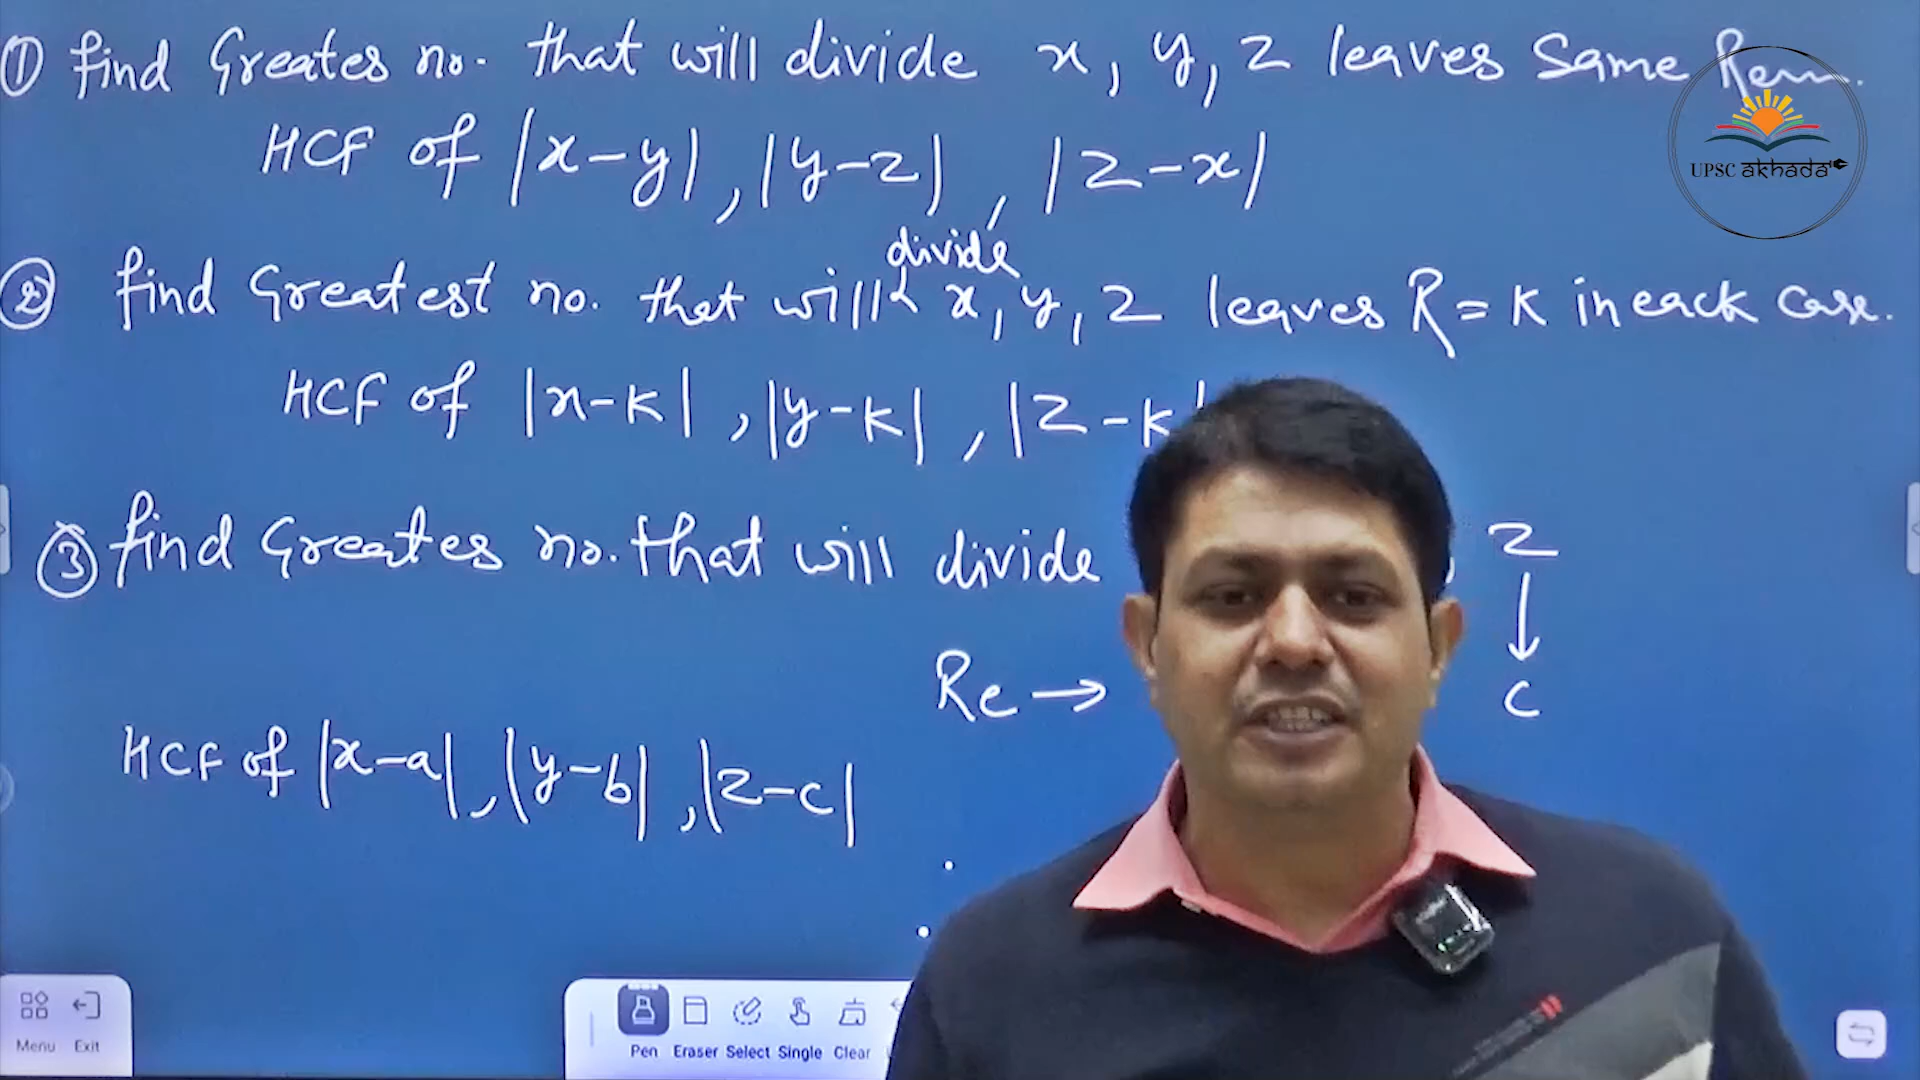 ① find Greates no. that will divide x, y, z leaves Same Rem.
HCF of |x-y|, |y-z|, |z-x|
UPSC akhada
divide
② find Greatest no. that will x, y, z leaves R = K in each case.
HCF of |x-K|, |y-K|, |z-K
③ find Greates no. that will divide , z
Re → c
HCF of |x-a|, |y-b|, |z-c|
Menu Exit
Pen Eraser Select Single Clear